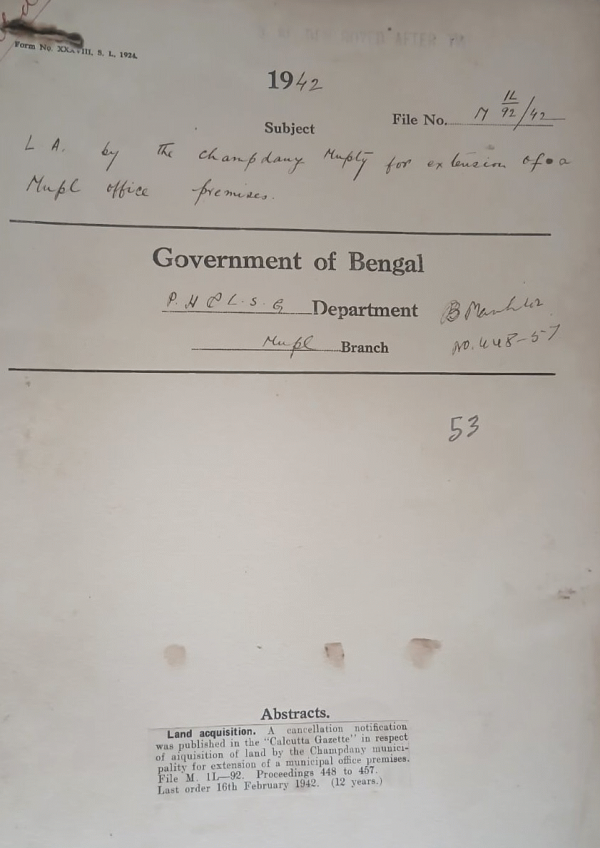 Form No. XXXVIII, S. L. 1924.
1942
File No. M 1L/92/42
Subject
L A. by the Champdany Mupty for extension of a
Mupl office premises.
Government of Bengal
P. H & L. S. G Department B March 42
Mupl Branch No. 448-57
53
Abstracts.
Land acquisition. A cancellation notification
was published in the "Calcutta Gazette" in respect
of aiquisition of land by the Champdany munici-
pality for extension of a municipal office premises.
File M. 1L—92. Proceedings 448 to 457.
Last order 16th February 1942. (12 years.)